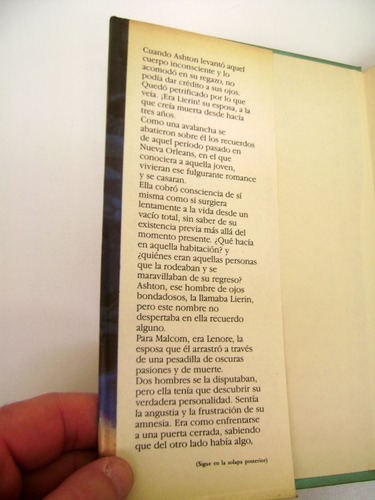 Cuando Ashton levantó aquel
cuerpo inconsciente y lo
acomodó en su regazo, no
podía dar crédito a sus ojos.
Quedó petrificado por lo que
veía. ¡Era Lierin! su esposa, a la
que creía muerta desde hacía
tres años.
Como una avalancha se
abatieron sobre él los recuerdos
de aquel período pasado en
Nueva Orleans, en el que
conociera a aquella joven,
vivieran ese fulgurante romance
y se casaran.
Ella cobró consciencia de sí
misma como si surgiera
lentamente a la vida desde un
vacío total, sin saber de su
existencia previa más allá del
momento presente. ¿Qué hacía
en aquella habitación? y
¿quiénes eran aquellas personas
que la rodeaban y se
maravillaban de su regreso?
Ashton, ese hombre de ojos
bondadosos, la llamaba Lierin,
pero este nombre no
despertaba en ella recuerdo
alguno.
Para Malcom, era Lenore, la
esposa que él arrastró a través
de una pesadilla de oscuras
pasiones y de muerte.
Dos hombres se la disputaban,
pero ella tenía que descubrir su
verdadera personalidad. Sentía
la angustia y la frustración de su
amnesia. Era como enfrentarse
a una puerta cerrada, sabiendo
que del otro lado había algo,
(Sigue en la solapa posterior)